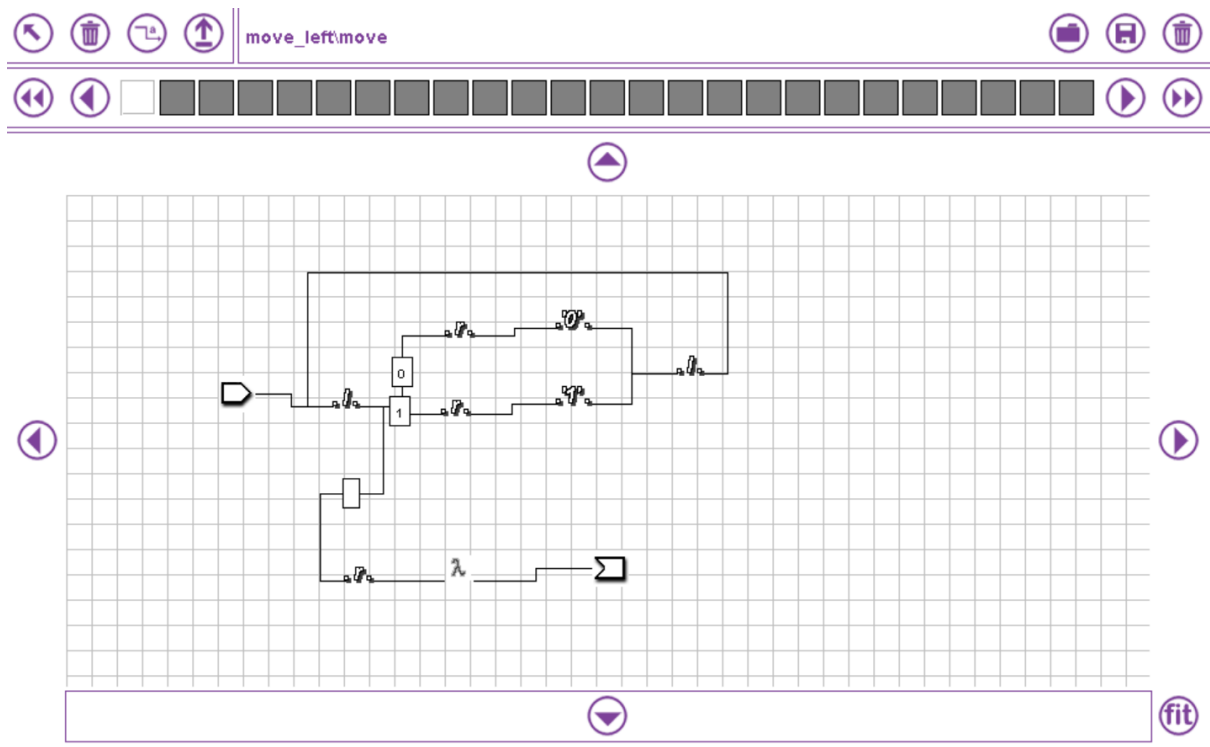 a
move_left\move
.r. '0'
0
.l.
.l.
1
.r. '1'
.r. λ
fit